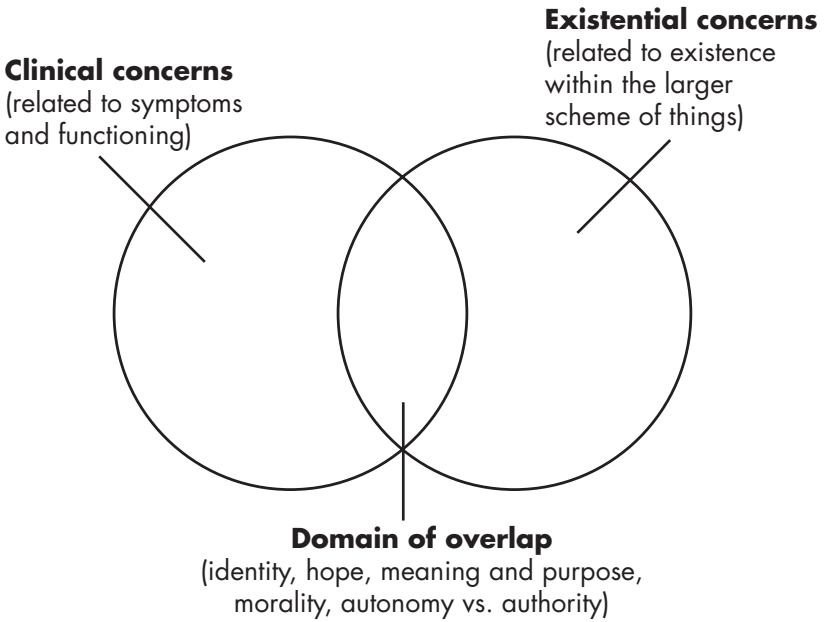 Existential concerns
(related to existence
within the larger
scheme of things)
Clinical concerns
(related to symptoms
and functioning)
Domain of overlap
(identity, hope, meaning and purpose,
morality, autonomy vs. authority)